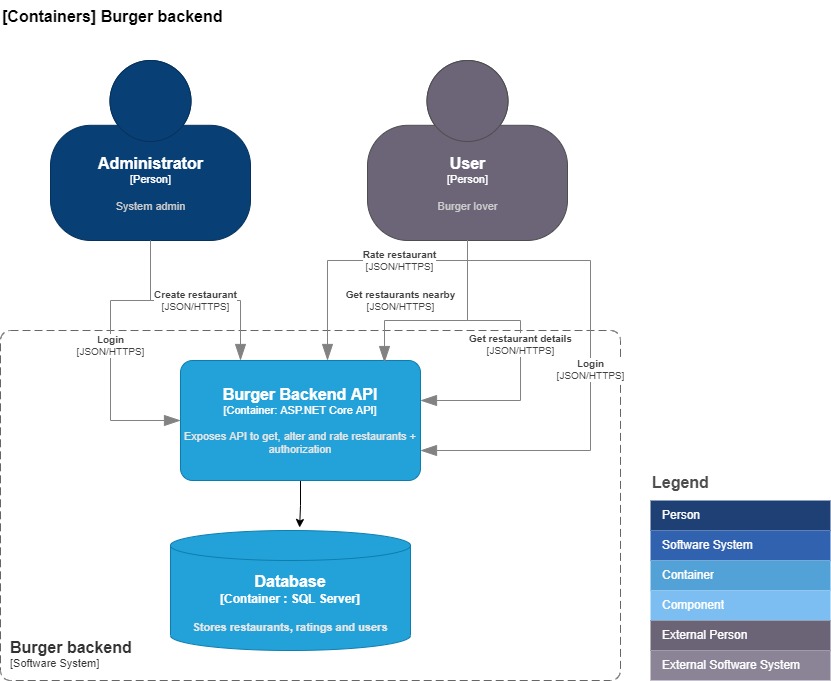 [Containers] Burger backend
Administrator
[Person]
System admin
User
[Person]
Burger lover
Rate restaurant
[JSON/HTTPS]
Create restaurant
[JSON/HTTPS]
Get restaurants nearby
[JSON/HTTPS]
Login
[JSON/HTTPS]
Get restaurant details
[JSON/HTTPS]
Login
[JSON/HTTPS]
Burger Backend API
[Container: ASP.NET Core API]
Exposes API to get, alter and rate restaurants +
authorization
Database
[Container : SQL Server]
Stores restaurants, ratings and users
Burger backend
[Software System]
Legend
Person
Software System
Container
Component
External Person
External Software System